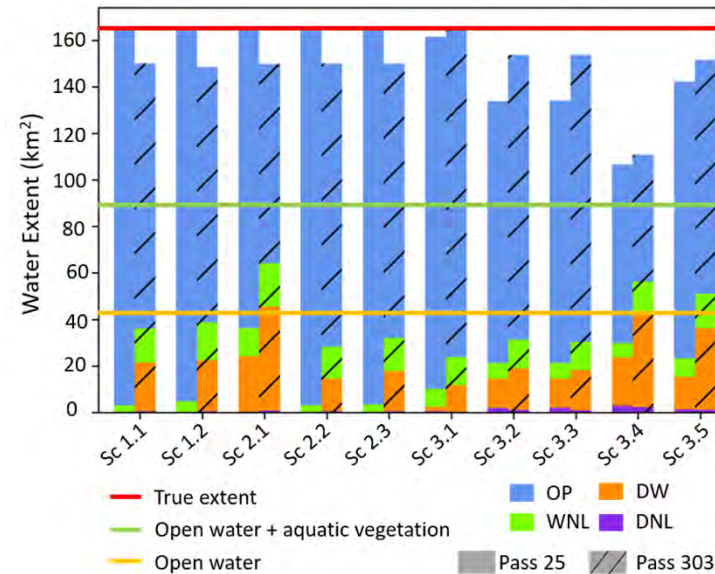 Water Extent (km²)
160
140
120
100
80
60
40
20
0
Sc 1.1
Sc 1.2
Sc 2.1
Sc 2.2
Sc 2.3
Sc 3.1
Sc 3.2
Sc 3.3
Sc 3.4
Sc 3.5
True extent
Open water + aquatic vegetation
Open water
OP
DW
WNL
DNL
Pass 25
Pass 303